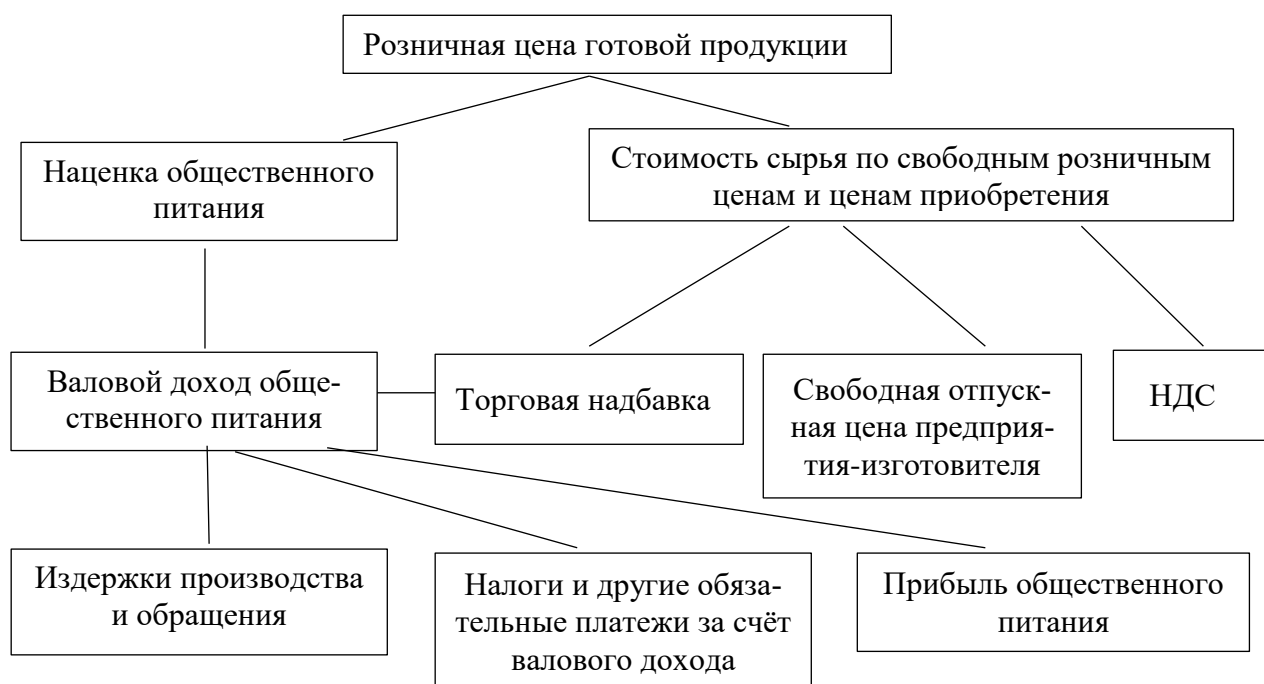 Розничная цена готовой продукции
Наценка общественного
питания
Стоимость сырья по свободным розничным
ценам и ценам приобретения
Валовой доход обще-
ственного питания
Торговая надбавка
Свободная отпуск-
ная цена предприя-
тия-изготовителя
НДС
Издержки производства
и обращения
Налоги и другие обяза-
тельные платежи за счёт
валового дохода
Прибыль общественного
питания